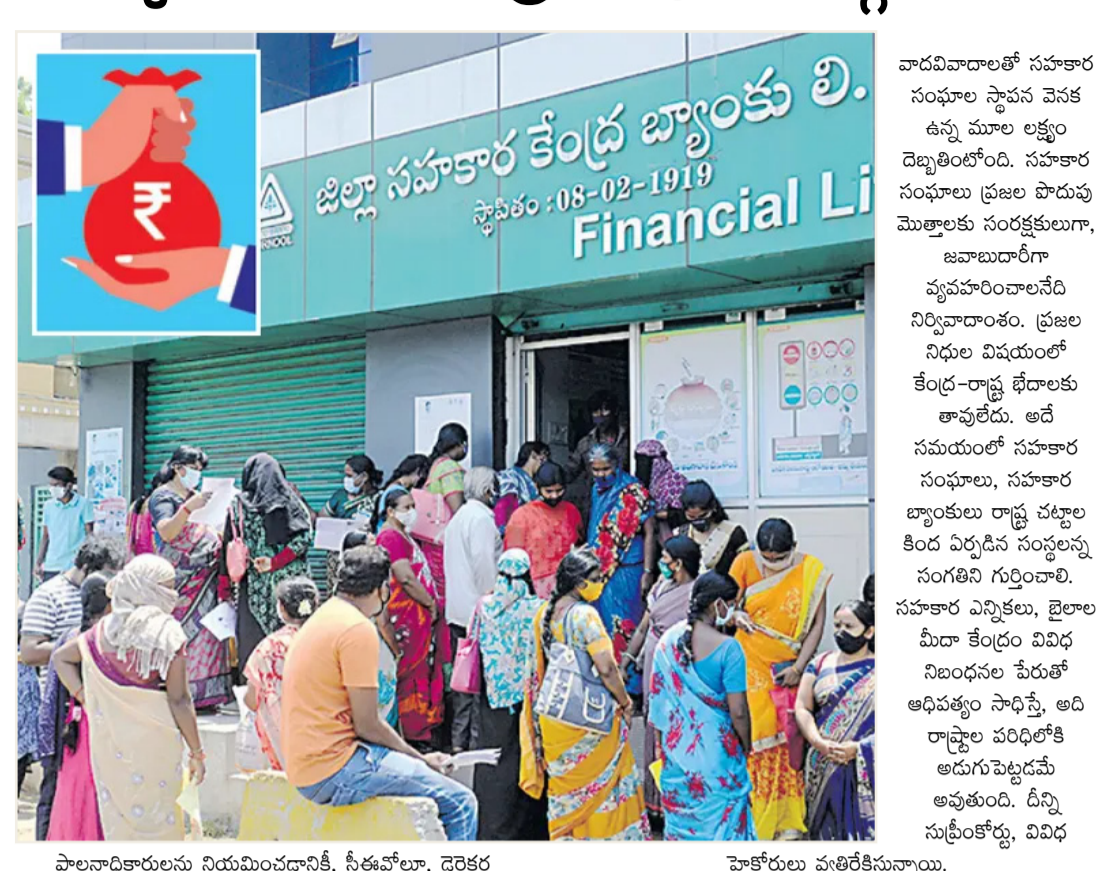 జిల్లా సహకార కేంద్ర బ్యాంకు లి.
స్థాపితం : 08-02-1919
Financial Li
₹
వాదవివాదాలతో సహకార
సంఘాల స్థాపన వెనక
ఉన్న మూల లక్ష్యం
దెబ్బతింటోంది. సహకార
సంఘాలు ప్రజల పొదుపు
మొత్తాలకు సంరక్షకులుగా,
జవాబుదారీగా
వ్యవహరించాలనేది
నిర్వివాదాంశం. ప్రజల
నిధుల విషయంలో
కేంద్ర-రాష్ట్ర భేదాలకు
తావులేదు. అదే
సమయంలో సహకార
సంఘాలు, సహకార
బ్యాంకులు రాష్ట్ర చట్టాల
కింద ఏర్పడిన సంస్థలన్న
సంగతిని గుర్తించాలి.
సహకార ఎన్నికలు, బైలాల
మీదా కేంద్రం వివిధ
నిబంధనల పేరుతో
ఆధిపత్యం సాధిస్తే, అది
రాష్ట్రాల పరిధిలోకి
అడుగుపెట్టడమే
అవుతుంది. దీన్ని
సుప్రీంకోర్టు, వివిధ
పాలనాధికారులను నియమించడానికీ, సీఈవోలూ, డైరెక్టర్ల
హైకోర్టులు వ్యతిరేకిస్తున్నాయి.